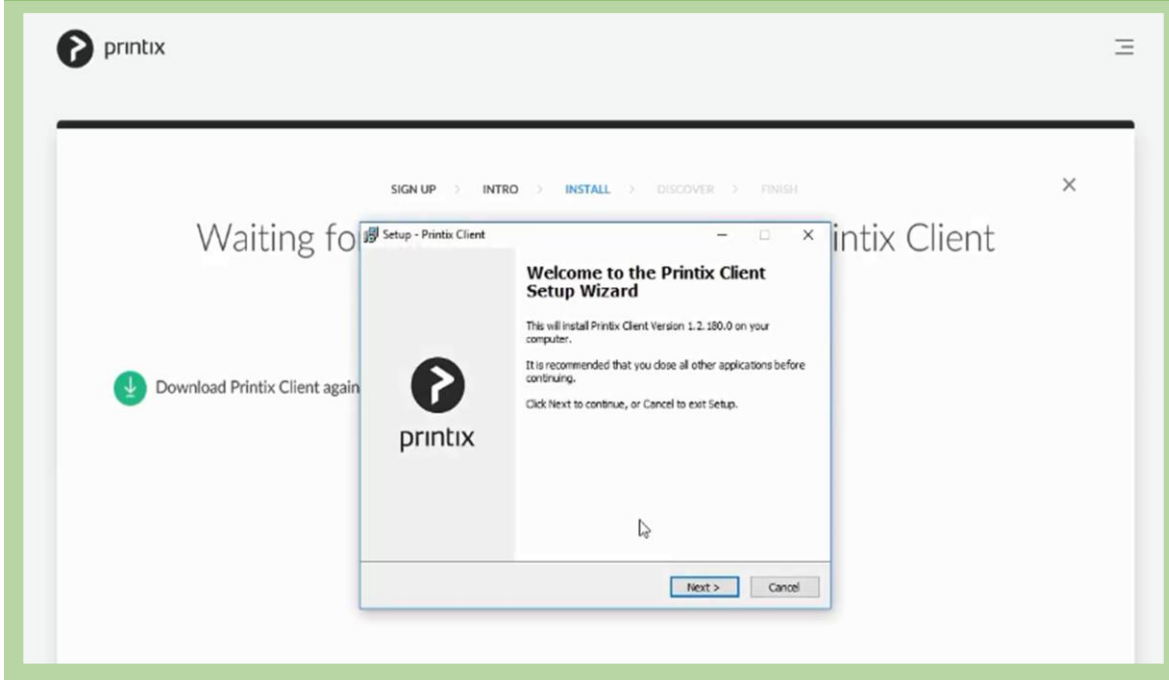 printix
SIGN UP > INTRO > INSTALL > DISCOVER > FINISH
Waiting fo
intix Client
Setup - Printix Client
Welcome to the Printix Client
Setup Wizard
This will install Printix Client Version 1.2.180.0 on your
computer.
It is recommended that you close all other applications before
continuing.
Click Next to continue, or Cancel to exit Setup.
Download Printix Client again
printix
Next >
Cancel